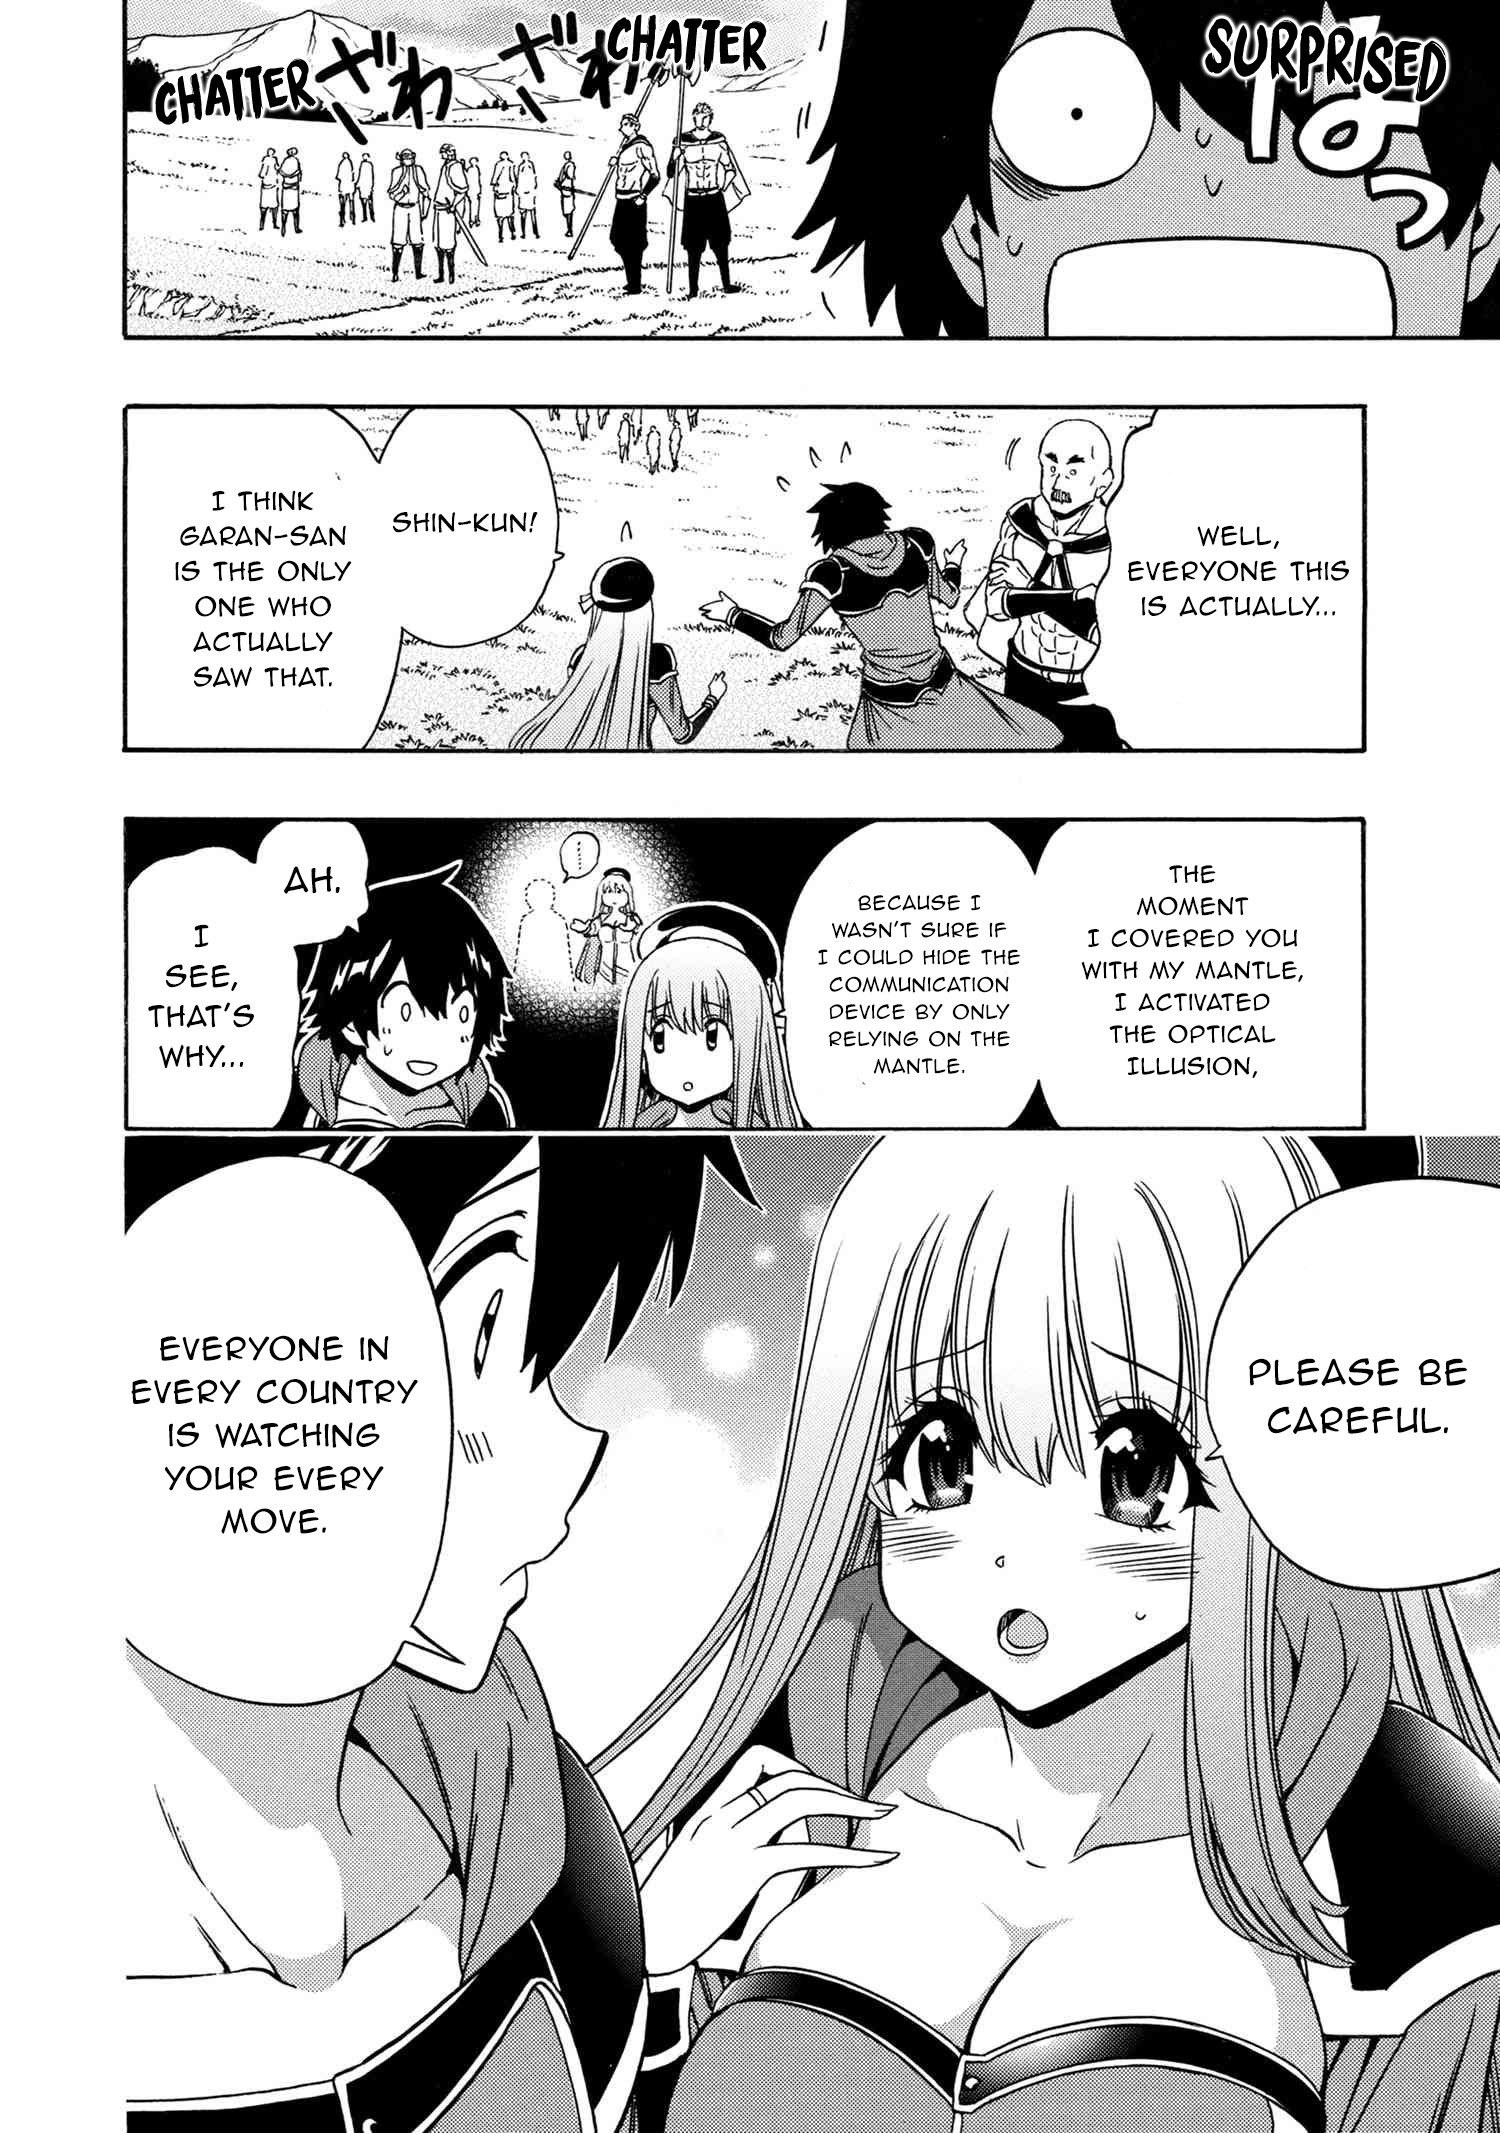 SURPRISED
ばっ
CHATTER
ざわ
CHATTER
ざわ
WELL,
EVERYONE THIS
IS ACTUALLY...
SHIN-KUN!
I THINK
GARAN-SAN
IS THE ONLY
ONE WHO
ACTUALLY
SAW THAT.
THE
MOMENT
I COVERED YOU
WITH MY MANTLE,
I ACTIVATED
THE OPTICAL
ILLUSION,
BECAUSE I
WASN'T SURE IF
I COULD HIDE THE
COMMUNICATION
DEVICE BY ONLY
RELYING ON THE
MANTLE.
AH.
I
SEE,
THAT'S
WHY...
PLEASE BE
CAREFUL.
EVERYONE IN
EVERY COUNTRY
IS WATCHING
YOUR EVERY
MOVE.